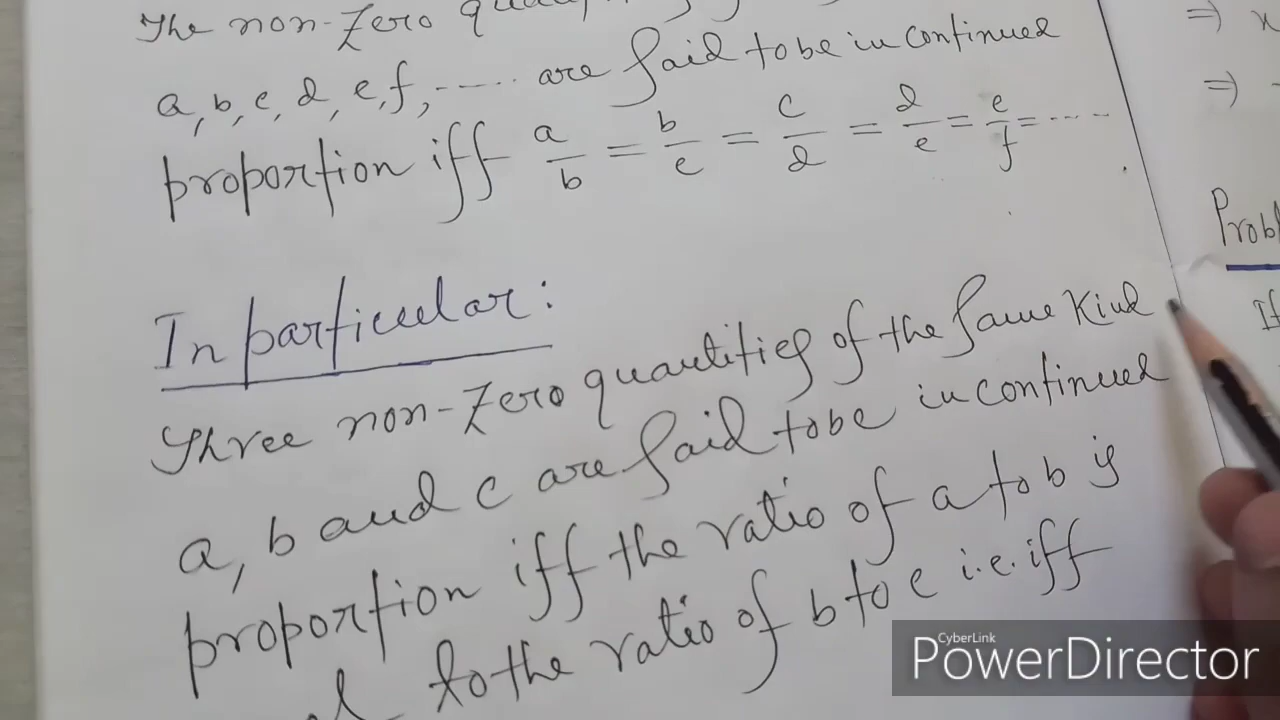 The non-Zero
a, b, c, d, e, f, ..... are said to be in continued
proportion iff a/b = b/c = c/d = d/e = e/f = ....
In particular:
Three non-Zero quantities of the same kind
a, b and c are said to be in continued
proportion iff the ratio of a to b is
to the ratio of b to c i.e. iff
⇒ x
⇒
Prob
If
CyberLink
PowerDirector